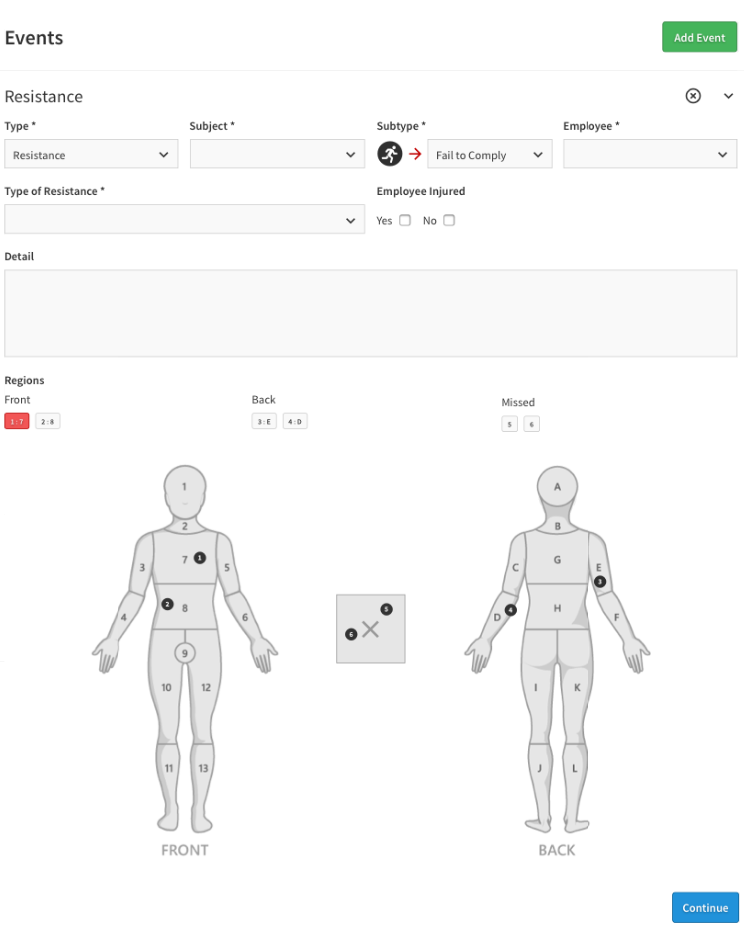 Events
Add Event
Resistance
Type * Subject * Subtype * Employee *
Resistance Fail to Comply
Type of Resistance * Employee Injured
Yes No
Detail
Regions
Front Back Missed
1 : 7 2 : 8 3 : E 4 : D 5 6
1 A
2 B
3 7 1 5 C G E 3
4 2 8 6 5 6 D 4 H F
9
10 12 I K
11 13 J L
FRONT BACK
Continue